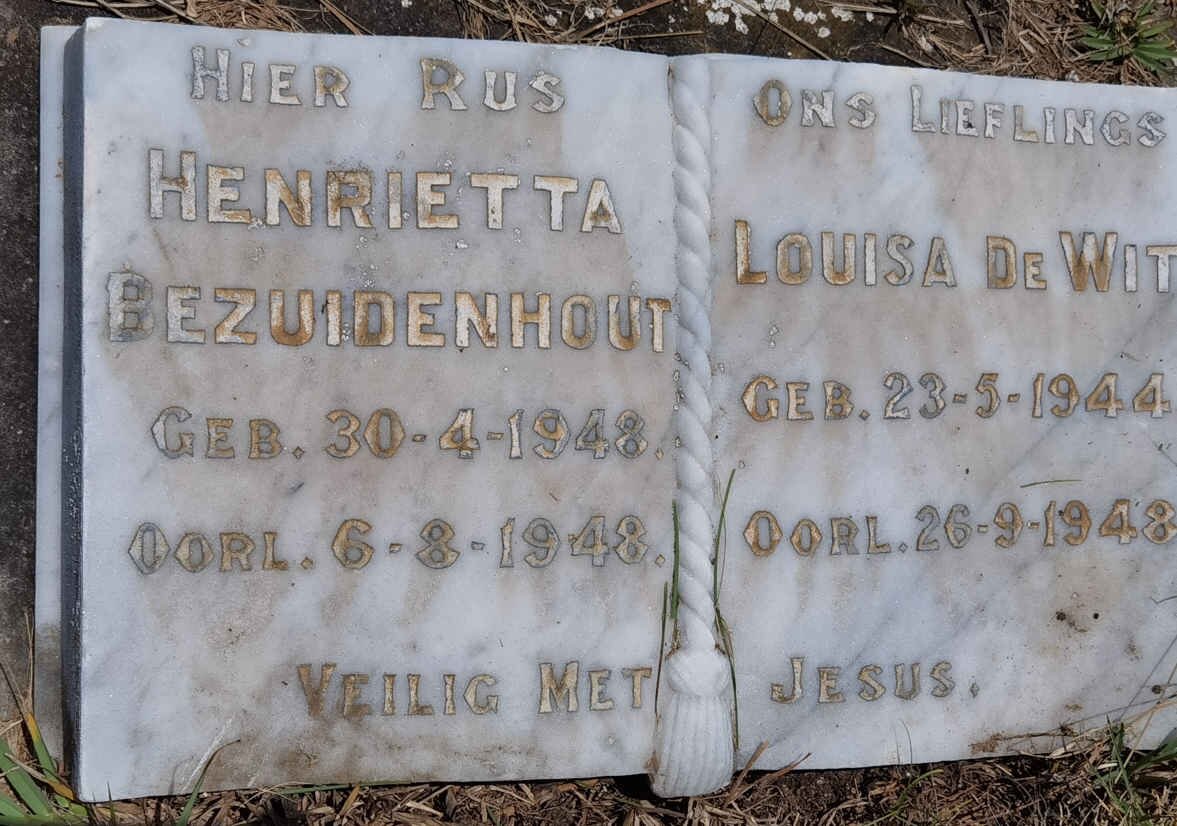 HIER RUS
HENRIETTA
BEZUIDENHOUT
GEB. 30-4-1948.
OORL. 6-8-1948.
VEILIG MET
ONS LIEFLINGS
LOUISA DE WIT
GEB. 23-5-1944
OORL. 26-9-1948
JESUS.